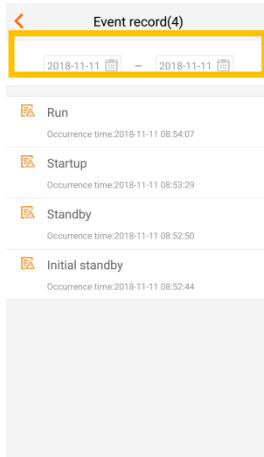 Event record(4)
2018-11-11 – 2018-11-11
Run
Occurrence time:2018-11-11 08:54:07
Startup
Occurrence time:2018-11-11 08:53:29
Standby
Occurrence time:2018-11-11 08:52:50
Initial standby
Occurrence time:2018-11-11 08:52:44